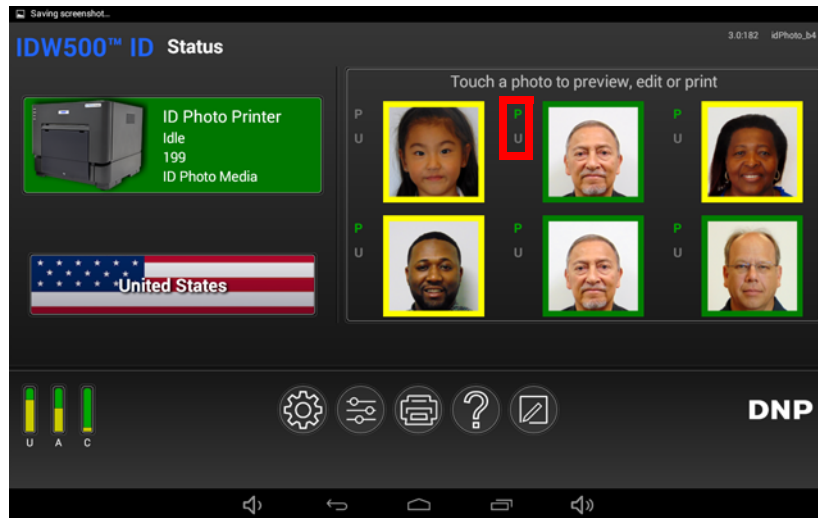 Saving screenshot...
IDW500™ ID Status
3.0:182 idPhoto_b4
Touch a photo to preview, edit or print
ID Photo Printer
Idle
199
ID Photo Media
P
U
P
U
P
U
United States
P
U
P
U
P
U
U A C
DNP